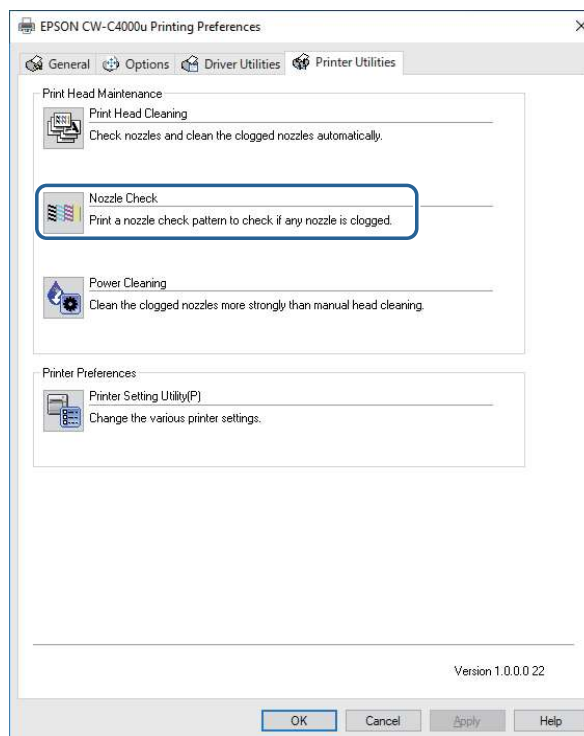 EPSON CW-C4000u Printing Preferences
General Options Driver Utilities Printer Utilities
Print Head Maintenance
Print Head Cleaning
Check nozzles and clean the clogged nozzles automatically.
Nozzle Check
Print a nozzle check pattern to check if any nozzle is clogged.
Power Cleaning
Clean the clogged nozzles more strongly than manual head cleaning.
Printer Preferences
Printer Setting Utility(P)
Change the various printer settings.
Version 1.0.0.0 22
OK Cancel Apply Help